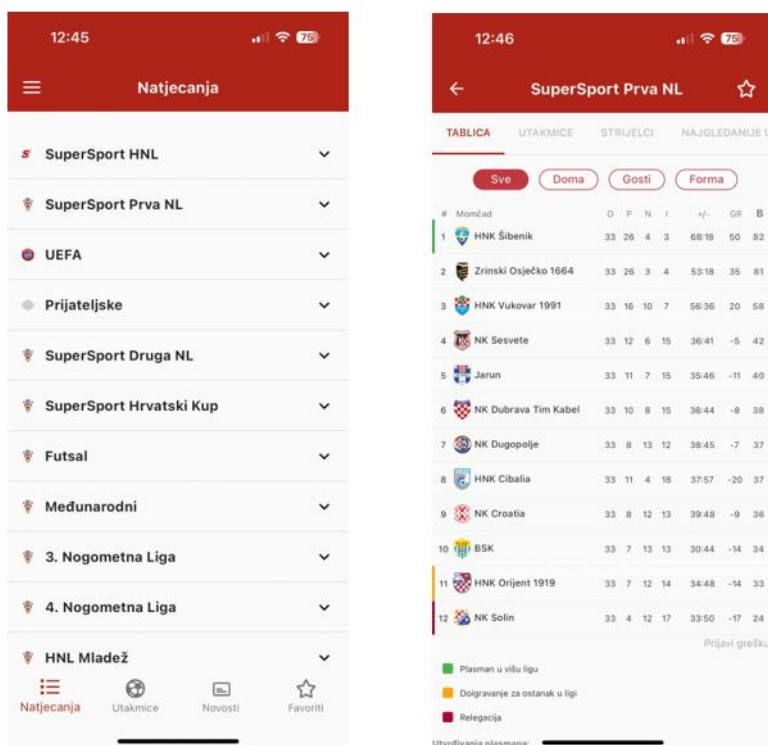 12:45
75
Natjecanja
SuperSport HNL
SuperSport Prva NL
UEFA
Prijateljske
SuperSport Druga NL
SuperSport Hrvatski Kup
Futsal
Međunarodni
3. Nogometna Liga
4. Nogometna Liga
HNL Mladež
Natjecanja Utakmice Novosti Favoriti
12:46
75
SuperSport Prva NL
TABLICA UTAKMICE STRIJELCI NAJGLEDANIJE U
Sve Doma Gosti Forma
# Momčad O P N I +/- GR B
1 HNK Šibenik 33 26 4 3 68:18 50 82
2 Zrinski Osječko 1664 33 26 3 4 53:18 35 81
3 HNK Vukovar 1991 33 16 10 7 56:36 20 58
4 NK Sesvete 33 12 6 15 36:41 -5 42
5 Jarun 33 11 7 15 35:46 -11 40
6 NK Dubrava Tim Kabel 33 10 8 15 36:44 -8 38
7 NK Dugopolje 33 8 13 12 38:45 -7 37
8 HNK Cibalia 33 11 4 18 37:57 -20 37
9 NK Croatia 33 8 12 13 39:48 -9 36
10 BSK 33 7 13 13 30:44 -14 34
11 HNK Orijent 1919 33 7 12 14 34:48 -14 33
12 NK Solin 33 4 12 17 33:50 -17 24
Prijavi grešku
Plasman u višu ligu
Doigravanje za ostanak u ligi
Relegacija
Utvrđivanja plasmana: